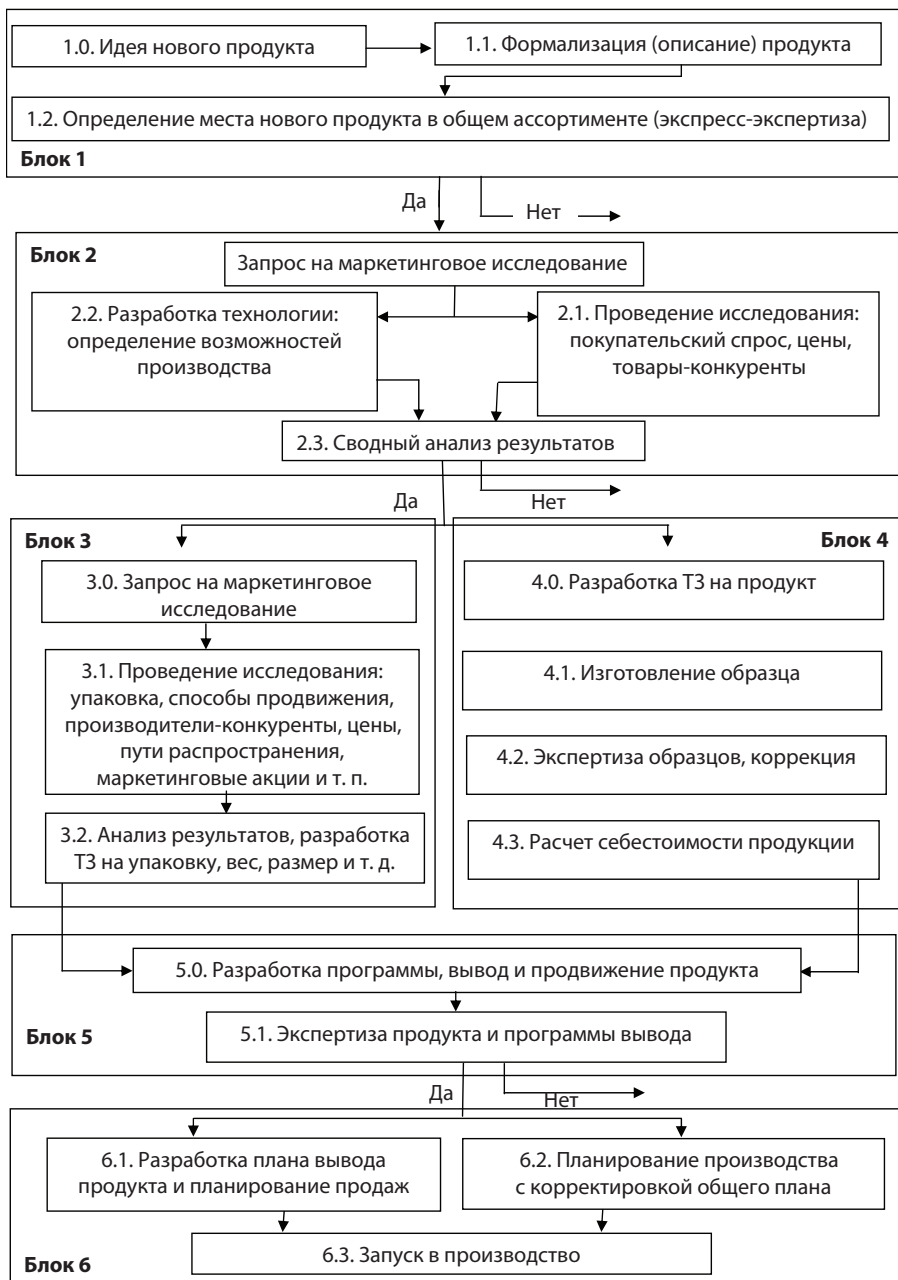 1.0. Идея нового продукта
1.1. Формализация (описание) продукта
1.2. Определение места нового продукта в общем ассортименте (экспресс-экспертиза)
Блок 1
Да
Нет
Блок 2
Запрос на маркетинговое исследование
2.2. Разработка технологии:
определение возможностей
производства
2.1. Проведение исследования:
покупательский спрос, цены,
товары-конкуренты
2.3. Сводный анализ результатов
Да
Нет
Блок 3
3.0. Запрос на маркетинговое
исследование
3.1. Проведение исследования:
упаковка, способы продвижения,
производители-конкуренты, цены,
пути распространения,
маркетинговые акции и т. п.
3.2. Анализ результатов, разработка
ТЗ на упаковку, вес, размер и т. д.
Блок 4
4.0. Разработка ТЗ на продукт
4.1. Изготовление образца
4.2. Экспертиза образцов, коррекция
4.3. Расчет себестоимости продукции
5.0. Разработка программы, вывод и продвижение продукта
5.1. Экспертиза продукта и программы вывода
Блок 5
Да
Нет
6.1. Разработка плана вывода
продукта и планирование продаж
6.2. Планирование производства
с корректировкой общего плана
6.3. Запуск в производство
Блок 6